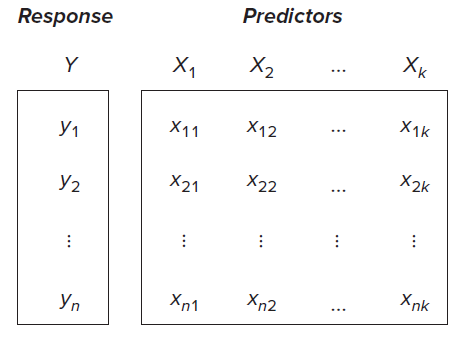 Response Predictors
Y X₁ X₂ ... Xₖ
y₁ x₁₁ x₁₂ ... x₁ₖ
y₂ x₂₁ x₂₂ ... x₂ₖ
⋮ ⋮ ⋮ ⋮ ⋮
yₙ xₙ₁ xₙ₂ ... xₙₖ